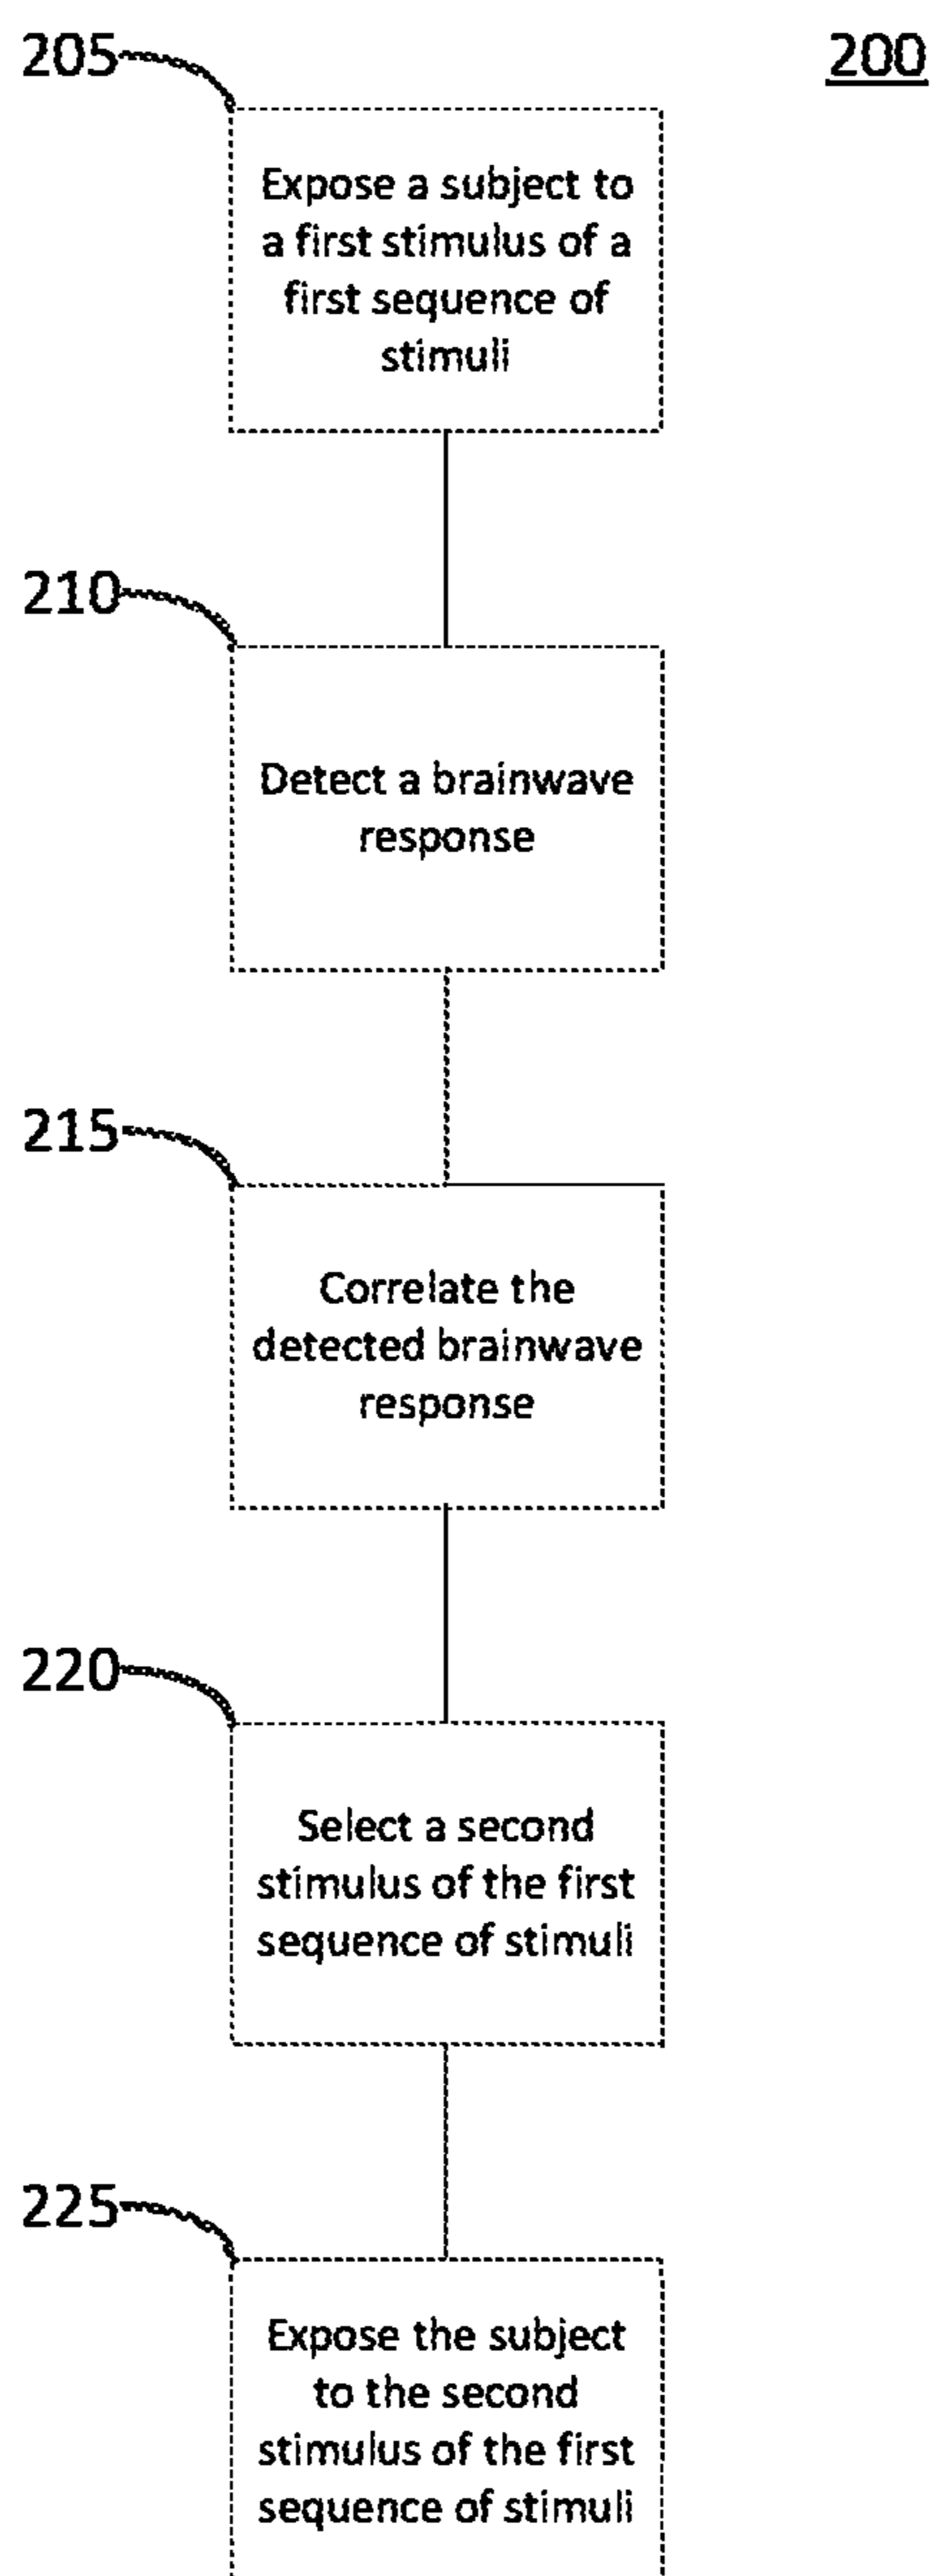 205
200
Expose a subject to
a first stimulus of a
first sequence of
stimuli
210
Detect a brainwave
response
215
Correlate the
detected brainwave
response
220
Select a second
stimulus of the first
sequence of stimuli
225
Expose the subject
to the second
stimulus of the first
sequence of stimuli